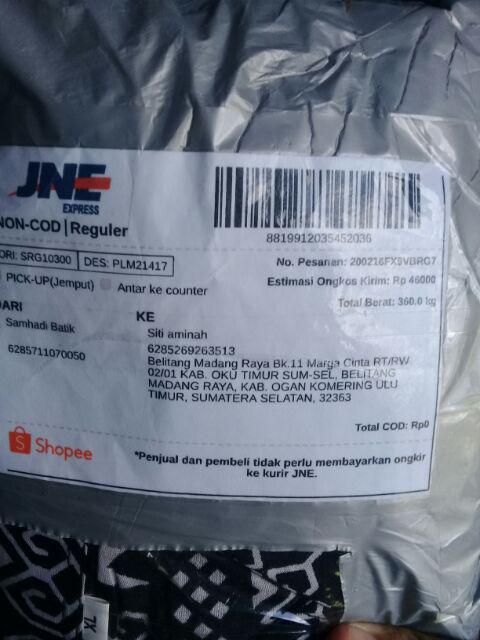 JNE
EXPRESS
8819912035452036
NON-COD | Reguler
ORI: SRG10300 DES: PLM21417
No. Pesanan: 200216FX9VBRG7
PICK-UP(Jemput) Antar ke counter
Estimasi Ongkos Kirim: Rp 46000
Total Berat: 360.0 kg
DARI
KE
Samhadi Batik
Siti aminah
6285711070050
6285269263513
Belitang Madang Raya Bk.11 Marga Cinta RT/RW
02/01 KAB. OKU TIMUR SUM-SEL, BELITANG
MADANG RAYA, KAB. OGAN KOMERING ULU
TIMUR, SUMATERA SELATAN, 32363
Total COD: Rp0
Shopee
*Penjual dan pembeli tidak perlu membayarkan ongkir
ke kurir JNE.